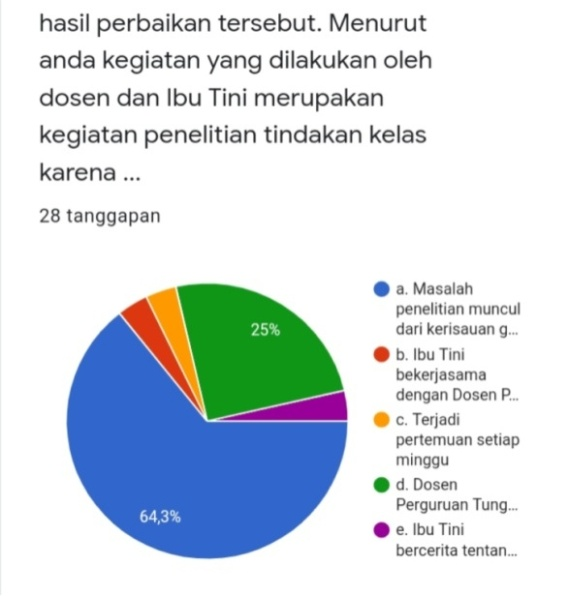 hasil perbaikan tersebut. Menurut
anda kegiatan yang dilakukan oleh
dosen dan Ibu Tini merupakan
kegiatan penelitian tindakan kelas
karena ...
28 tanggapan
25%
64,3%
a. Masalah
penelitian muncul
dari kerisauan g...
b. Ibu Tini
bekerjasama
dengan Dosen P...
c. Terjadi
pertemuan setiap
minggu
d. Dosen
Perguruan Tung...
e. Ibu Tini
bercerita tentan...